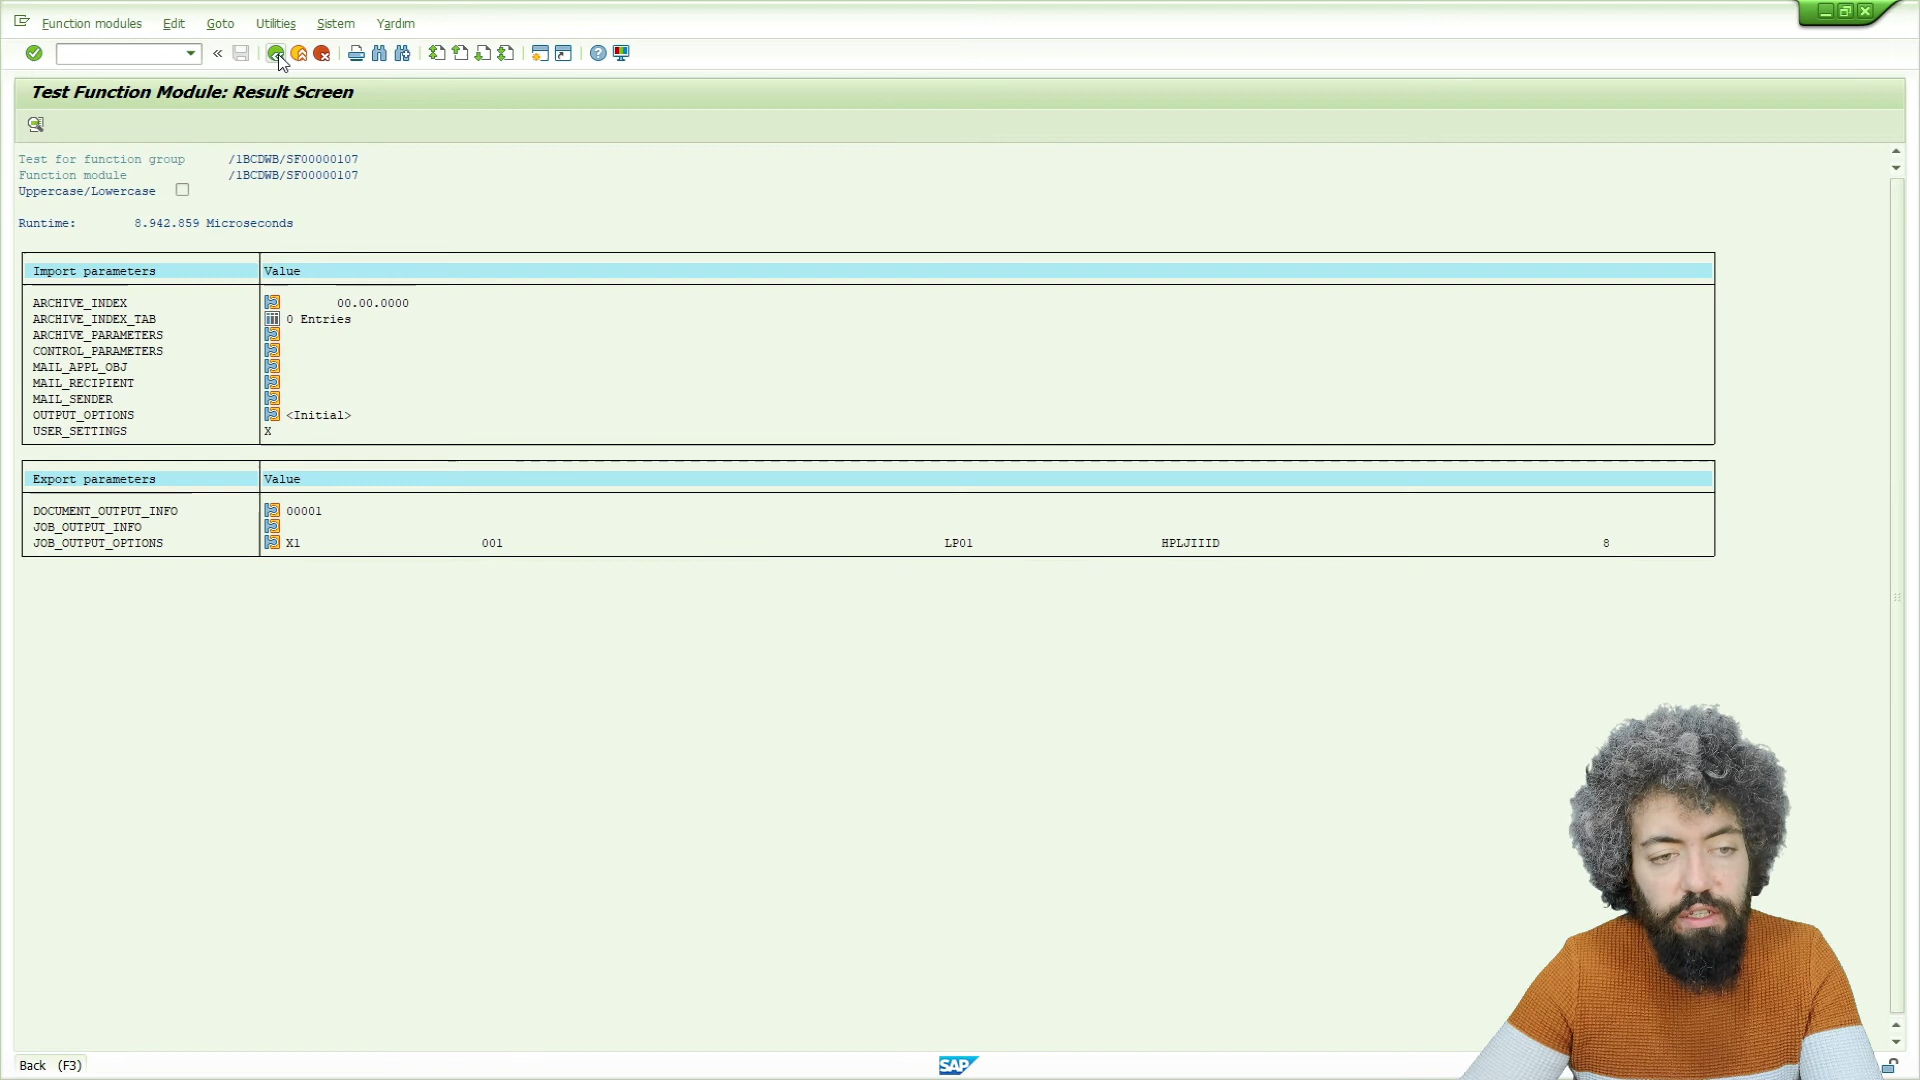 Function modules Edit Goto Utilities Sistem Yardım
«
Test Function Module: Result Screen
Test for function group /1BCDWB/SF00000107
Function module /1BCDWB/SF00000107
Uppercase/Lowercase
Runtime: 8.942.859 Microseconds
Import parameters Value
ARCHIVE_INDEX 00.00.0000
ARCHIVE_INDEX_TAB 0 Entries
ARCHIVE_PARAMETERS
CONTROL_PARAMETERS
MAIL_APPL_OBJ
MAIL_RECIPIENT
MAIL_SENDER
OUTPUT_OPTIONS <Initial>
USER_SETTINGS X
Export parameters Value
DOCUMENT_OUTPUT_INFO 00001
JOB_OUTPUT_INFO
JOB_OUTPUT_OPTIONS X1 001 LP01 HPLJIIID 8
Back (F3) SAP